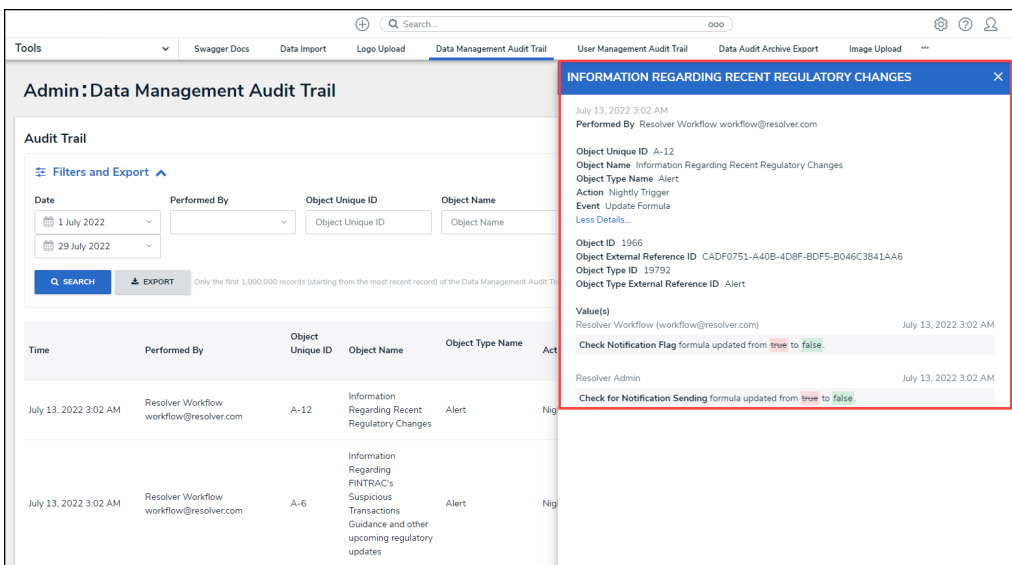 Search...
ooo
Tools
Swagger Docs
Data Import
Logo Upload
Data Management Audit Trail
User Management Audit Trail
Data Audit Archive Export
Image Upload
Admin:Data Management Audit Trail
Audit Trail
Filters and Export
Date
Performed By
Object Unique ID
Object Name
1 July 2022
Object Unique ID
Object Name
29 July 2022
SEARCH
EXPORT
Only the first 1,000,000 records (starting from the most recent record) of the Data Management Audit
Time
Performed By
Object
Unique ID
Object Name
Object Type Name
July 13, 2022 3:02 AM
Resolver Workflow
workflow@resolver.com
A-12
Information
Regarding Recent
Regulatory Changes
Alert
July 13, 2022 3:02 AM
Resolver Workflow
workflow@resolver.com
A-6
Information
Regarding
FINTRAC's
Suspicious
Transactions
Guidance and other
upcoming regulatory
updates
Alert
INFORMATION REGARDING RECENT REGULATORY CHANGES
July 13, 2022 3:02 AM
Performed By Resolver Workflow workflow@resolver.com
Object Unique ID A-12
Object Name Information Regarding Recent Regulatory Changes
Object Type Name Alert
Action Nightly Trigger
Event Update Formula
Less Details...
Object ID 1966
Object External Reference ID CADF0751-A40B-4D8F-BDF5-B046C3841AA6
Object Type ID 19792
Object Type External Reference ID Alert
Value(s)
Resolver Workflow (workflow@resolver.com) July 13, 2022 3:02 AM
Check Notification Flag formula updated from true to false.
Resolver Admin July 13, 2022 3:02 AM
Check for Notification Sending formula updated from true to false.